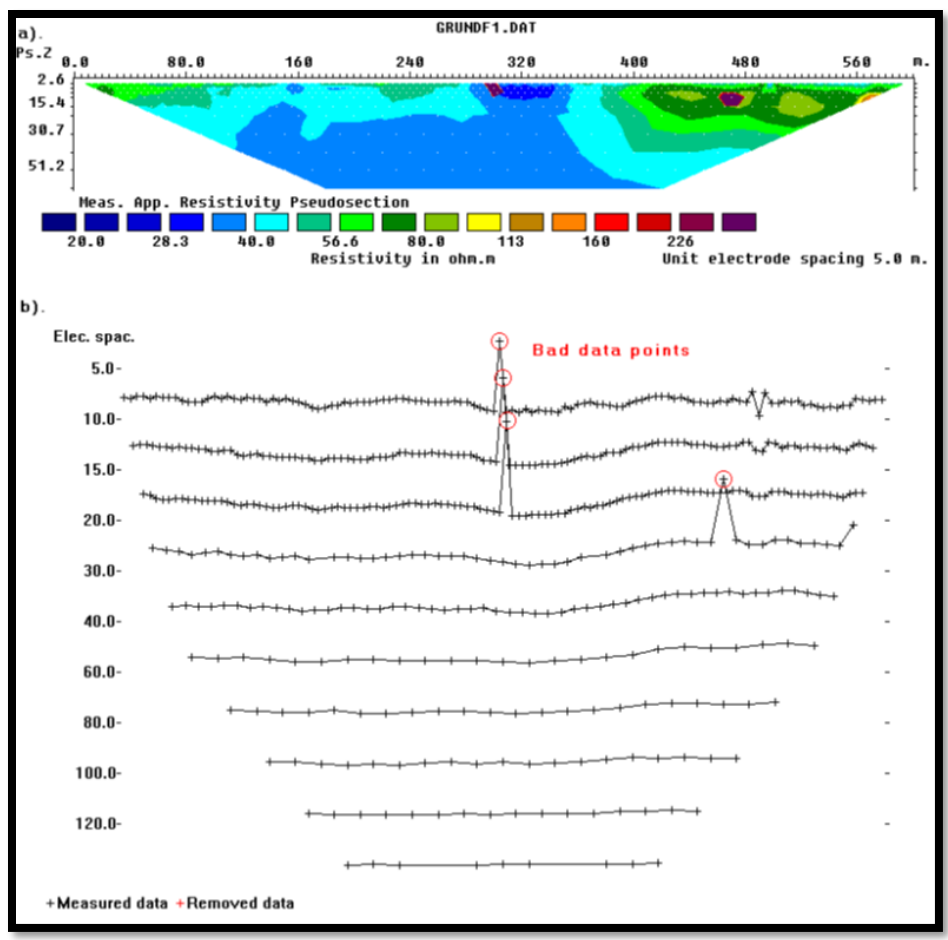 GRUNDF1.DAT
a).
Ps.Z 0.0 80.0 160 240 320 400 480 560 m.
2.6
15.4
30.7
51.2
Meas. App. Resistivity Pseudosection
20.0 28.3 40.0 56.6 80.0 113 160 226
Resistivity in ohm.m Unit electrode spacing 5.0 m.
b).
Elec. spac.
Bad data points
5.0-
10.0-
15.0-
20.0-
30.0-
40.0-
60.0-
80.0-
100.0-
120.0-
+Measured data +Removed data